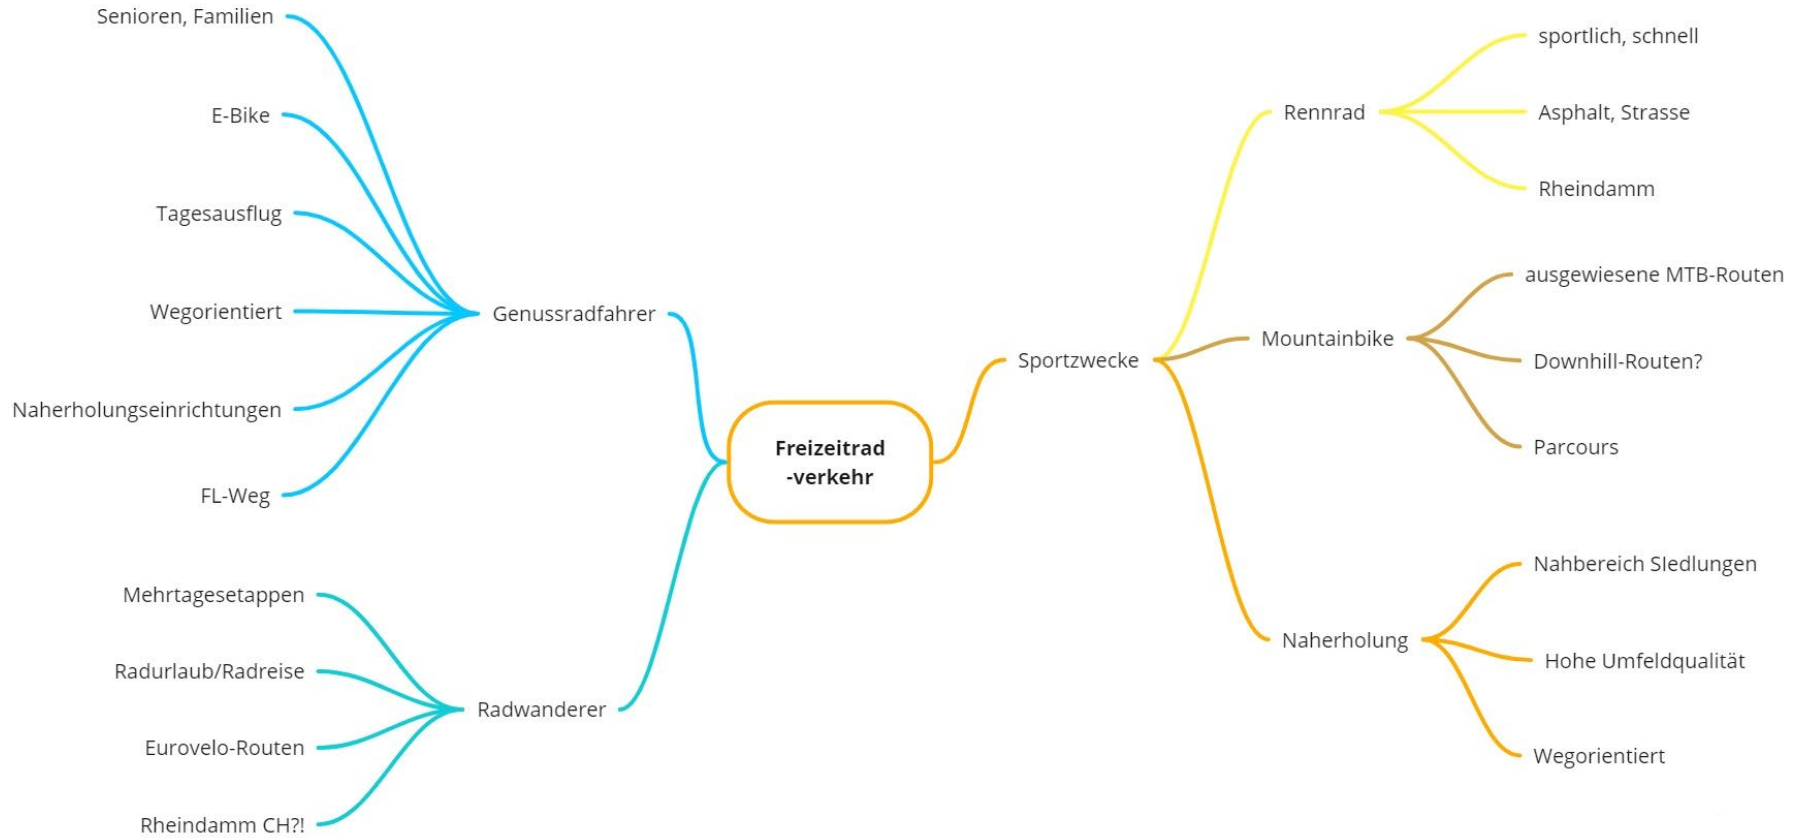 Senioren, Familien
E-Bike
Tagesausflug
Wegorientiert
Naherholungseinrichtungen
FL-Weg
Genussradfahrer
Mehrtagesetappen
Radurlaub/Radreise
Eurovelo-Routen
Rheindamm CH?!
Radwanderer
Freizeitrad
-verkehr
Sportzwecke
Rennrad
sportlich, schnell
Asphalt, Strasse
Rheindamm
Mountainbike
ausgewiesene MTB-Routen
Downhill-Routen?
Parcours
Naherholung
Nahbereich SIedlungen
Hohe Umfeldqualität
Wegorientiert